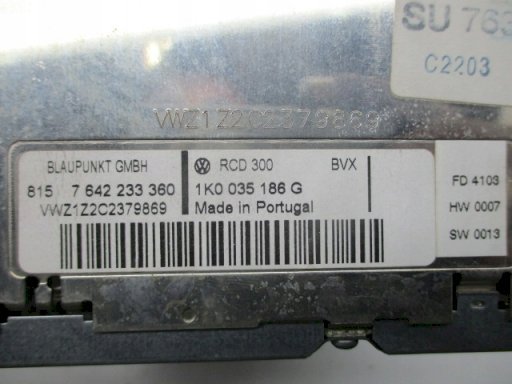 SU 763
C2203
VWZ1Z2C2379869
BLAUPUNKT GMBH
815 7 642 233 360
VWZ1Z2C2379869
RCD 300 BVX
1K0 035 186 G
Made in Portugal
FD 4103
HW 0007
SW 0013